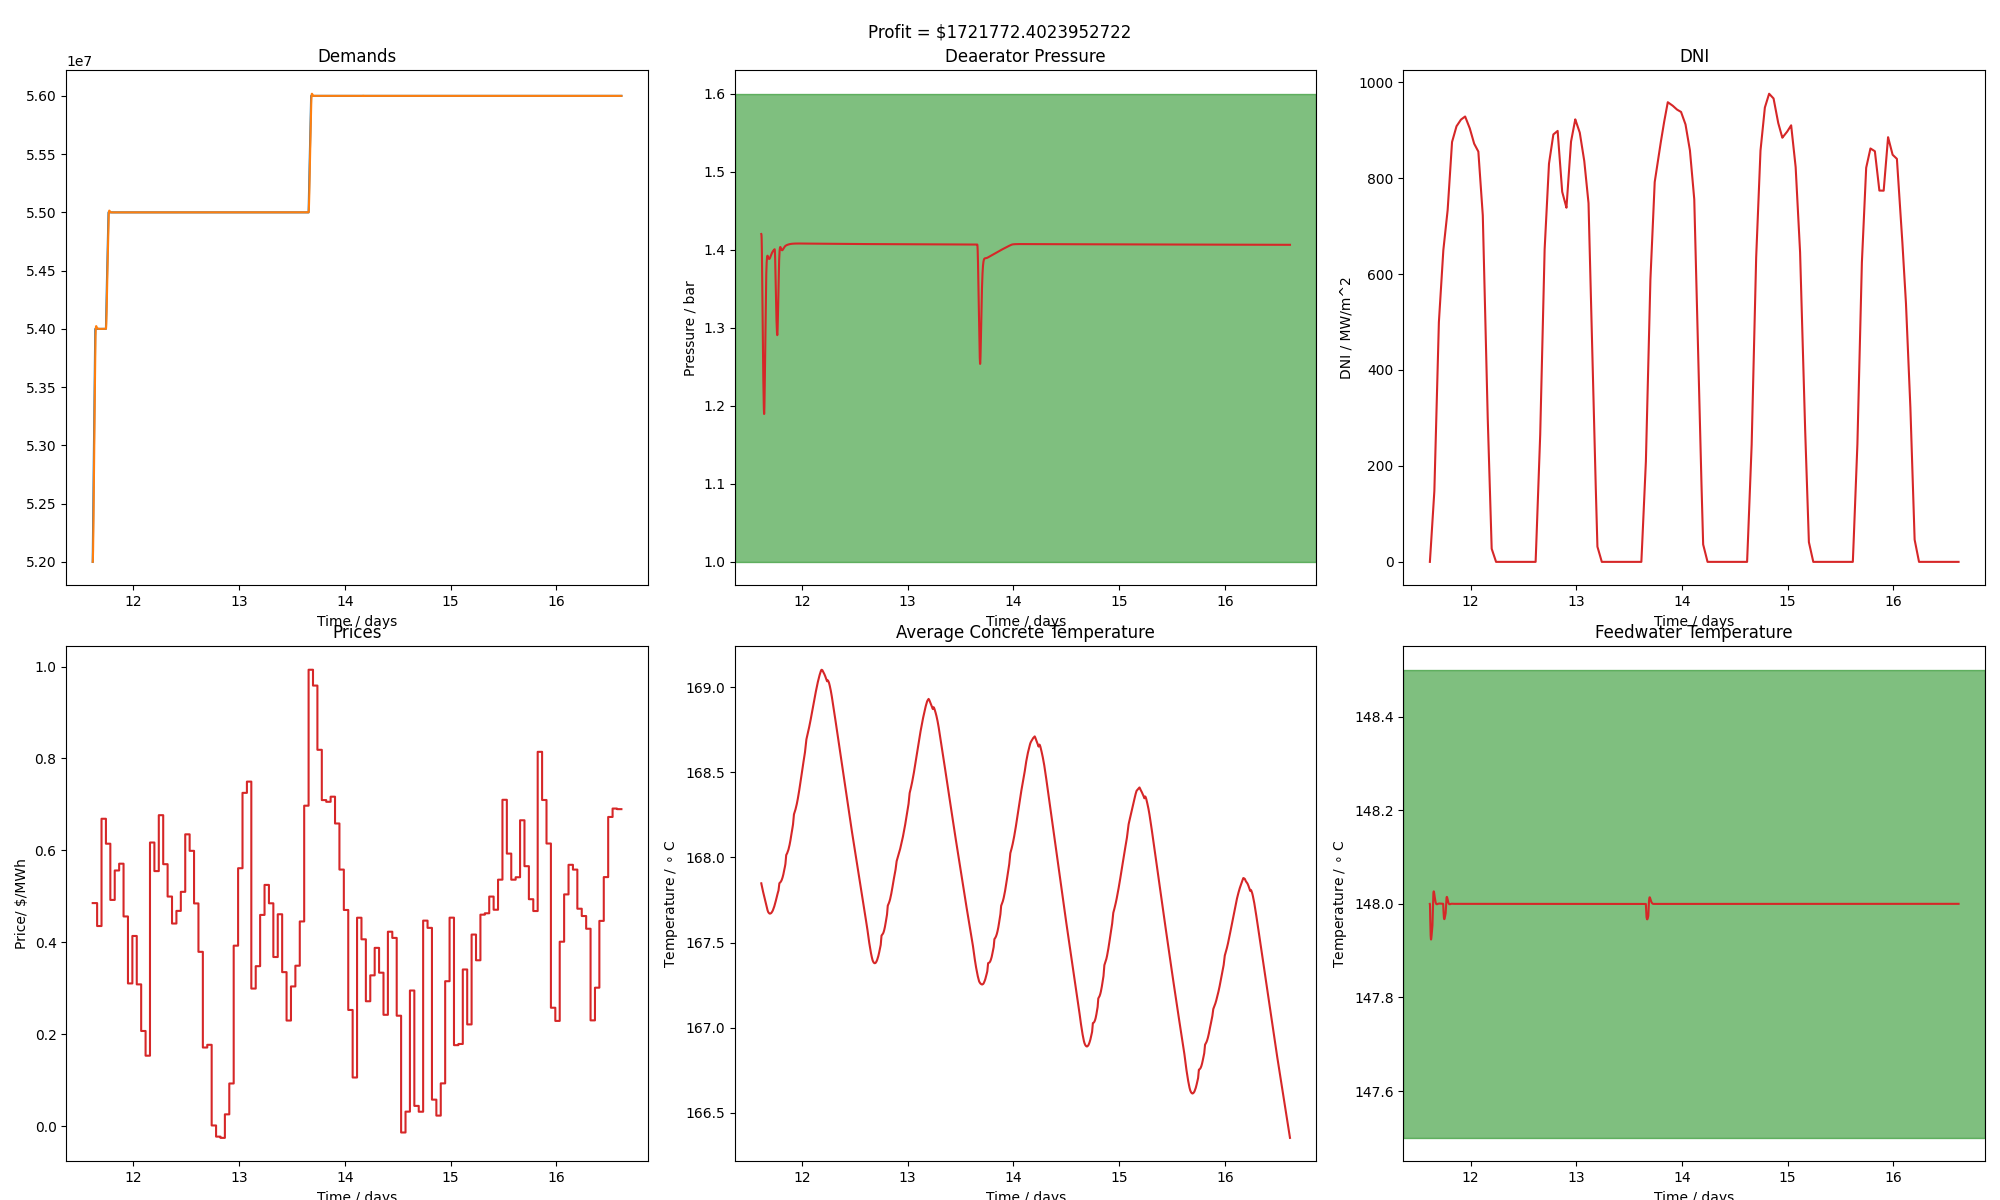 Profit = $1721772.4023952722
Demands
1e7
5.60
5.55
5.50
5.45
5.40
5.35
5.30
5.25
5.20
12 13 14 15 16
Time / days
Deaerator Pressure
Pressure / bar
1.6
1.5
1.4
1.3
1.2
1.1
1.0
12 13 14 15 16
Time / days
DNI
DNI / MW/m^2
1000
800
600
400
200
0
12 13 14 15 16
Time / days
Prices
Price/ $/MWh
1.0
0.8
0.6
0.4
0.2
0.0
12 13 14 15 16
Time / days
Average Concrete Temperature
Temperature / ∘ C
169.0
168.5
168.0
167.5
167.0
166.5
12 13 14 15 16
Time / days
Feedwater Temperature
Temperature / ∘ C
148.4
148.2
148.0
147.8
147.6
12 13 14 15 16
Time / days